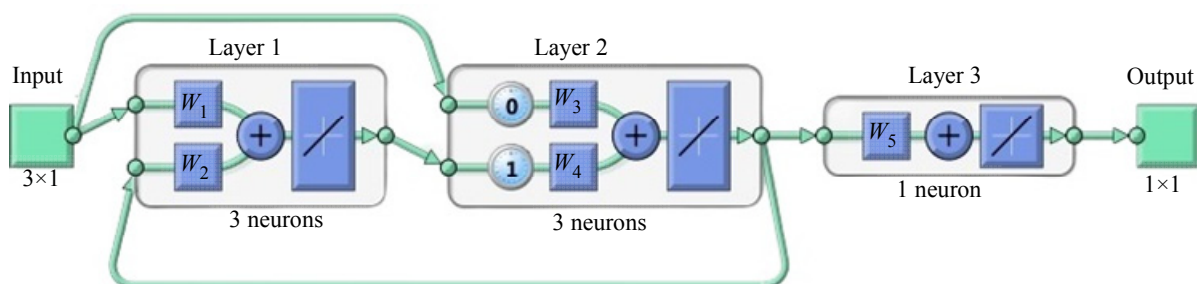 Input
3×1
Layer 1
W1
W2
+
3 neurons
Layer 2
0
1
W3
W4
+
3 neurons
Layer 3
W5
+
1 neuron
Output
1×1